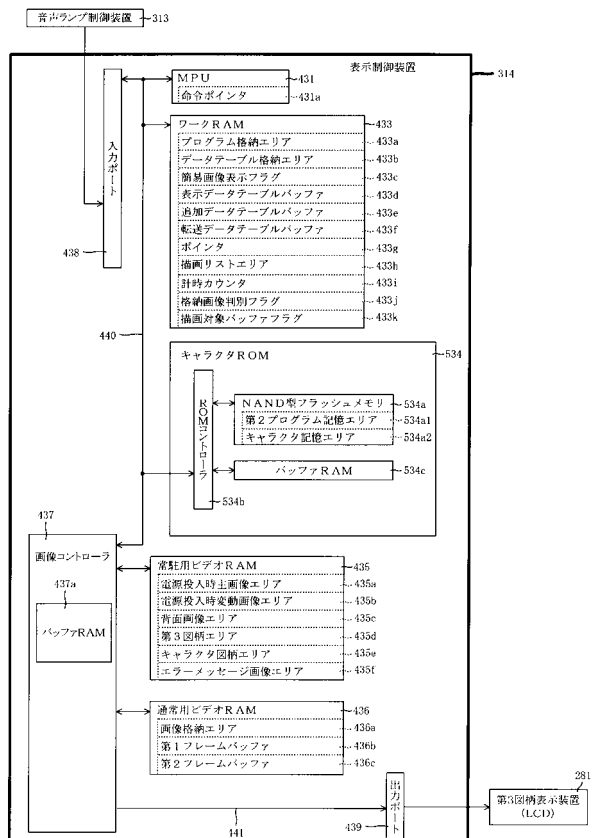 音声ランプ制御装置
313
表示制御装置
314
MPU
431
命令ポインタ
431a
入力ポート
438
ワークRAM
433
プログラム格納エリア
433a
データテーブル格納エリア
433b
簡易画像表示フラグ
433c
表示データテーブルバッファ
433d
追加データテーブルバッファ
433e
転送データテーブルバッファ
433f
ポインタ
433g
描画リストエリア
433h
計時カウンタ
433i
格納画像判別フラグ
433j
描画対象バッファフラグ
433k
440
キャラクタROM
534
ROMコントローラ
534b
NAND型フラッシュメモリ
534a
第2プログラム記憶エリア
534a1
キャラクタ記憶エリア
534a2
バッファRAM
534c
437
画像コントローラ
437a
バッファRAM
常駐用ビデオRAM
435
電源投入時主画像エリア
435a
電源投入時変動画像エリア
435b
背面画像エリア
435c
第3図柄エリア
435d
キャラクタ図柄エリア
435e
エラーメッセージ画像エリア
435f
通常用ビデオRAM
436
画像格納エリア
436a
第1フレームバッファ
436b
第2フレームバッファ
436c
441
出力ポート
439
281
第3図柄表示装置
(LCD)